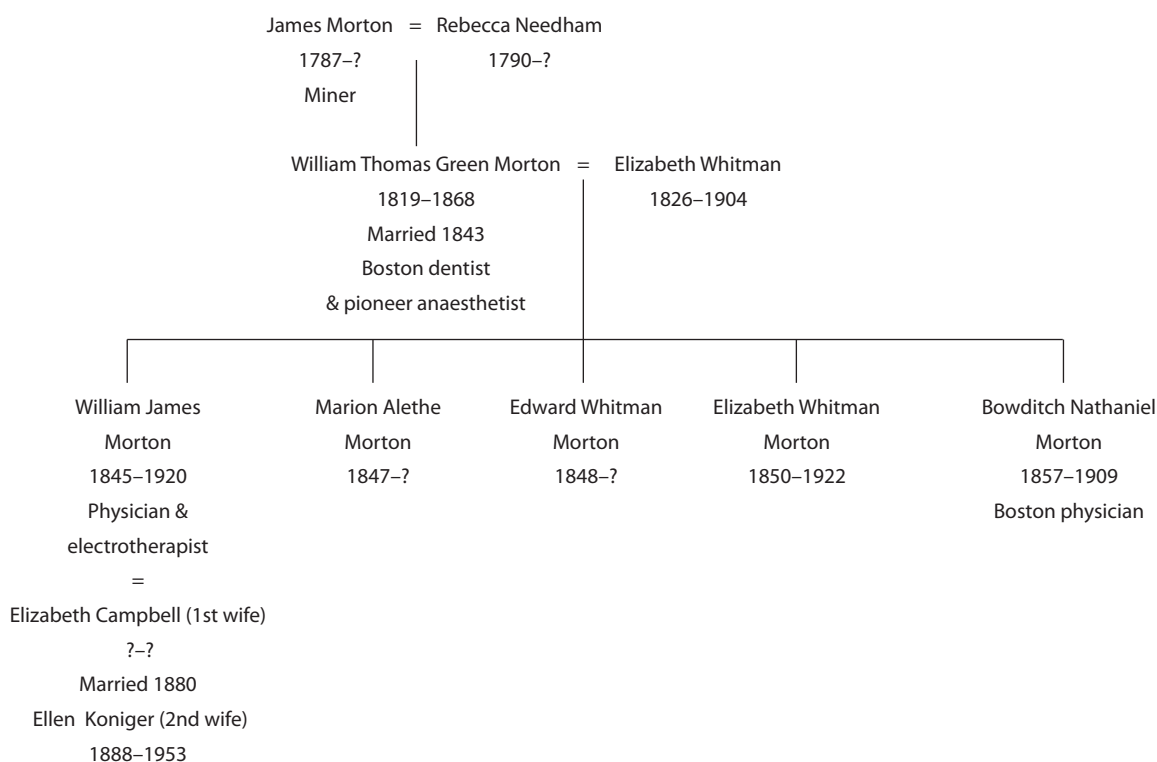 James Morton = Rebecca Needham
1787–? 1790–?
Miner
William Thomas Green Morton = Elizabeth Whitman
1819–1868 1826–1904
Married 1843
Boston dentist
& pioneer anaesthetist
William James Marion Alethe Edward Whitman Elizabeth Whitman Bowditch Nathaniel
Morton Morton Morton Morton Morton
1845–1920 1847–? 1848–? 1850–1922 1857–1909
Physician & Boston physician
electrotherapist
=
Elizabeth Campbell (1st wife)
?–?
Married 1880
Ellen Koniger (2nd wife)
1888–1953